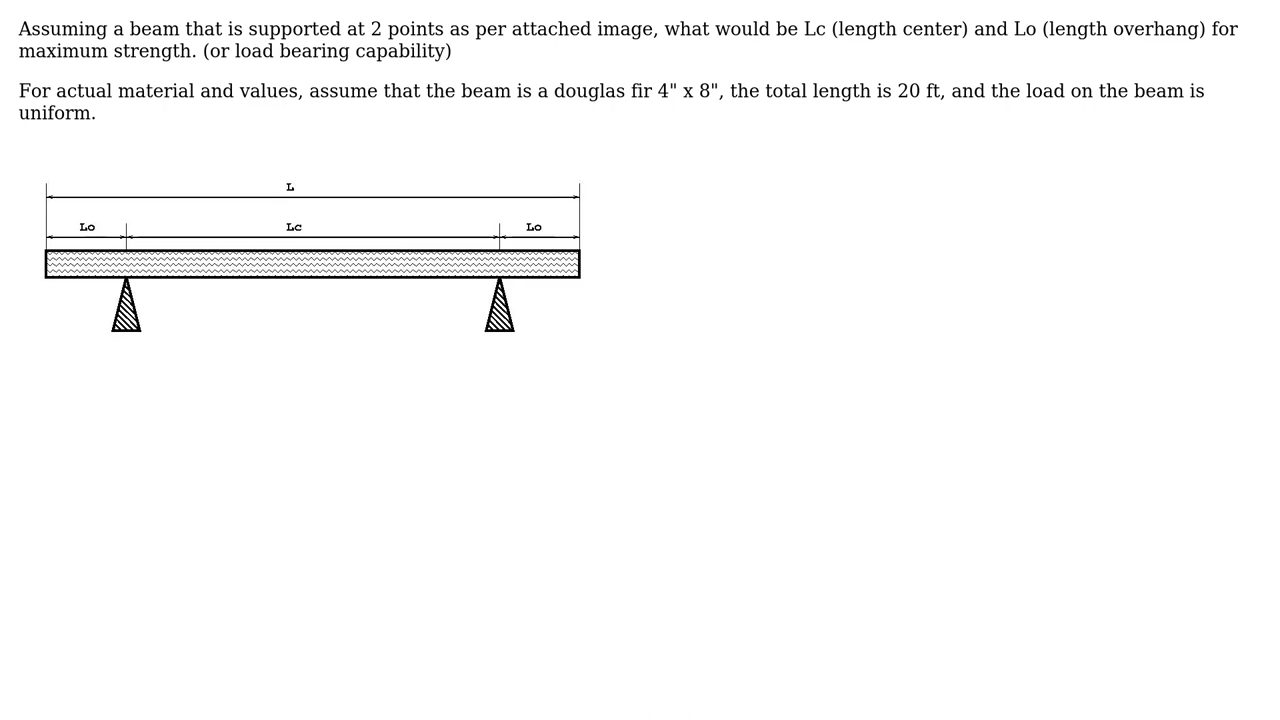 Assuming a beam that is supported at 2 points as per attached image, what would be Lc (length center) and Lo (length overhang) for
maximum strength. (or load bearing capability)
For actual material and values, assume that the beam is a douglas fir 4" x 8", the total length is 20 ft, and the load on the beam is
uniform.
L
Lo Lc Lo